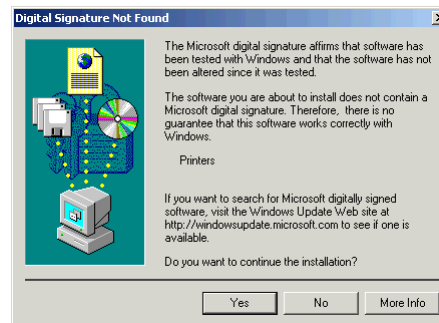 Digital Signature Not Found
The Microsoft digital signature affirms that software has
been tested with Windows and that the software has not
been altered since it was tested.
The software you are about to install does not contain a
Microsoft digital signature. Therefore, there is no
guarantee that this software works correctly with
Windows.
Printers
If you want to search for Microsoft digitally signed
software, visit the Windows Update Web site at
http://windowsupdate.microsoft.com to see if one is
available.
Do you want to continue the installation?
Yes No More Info